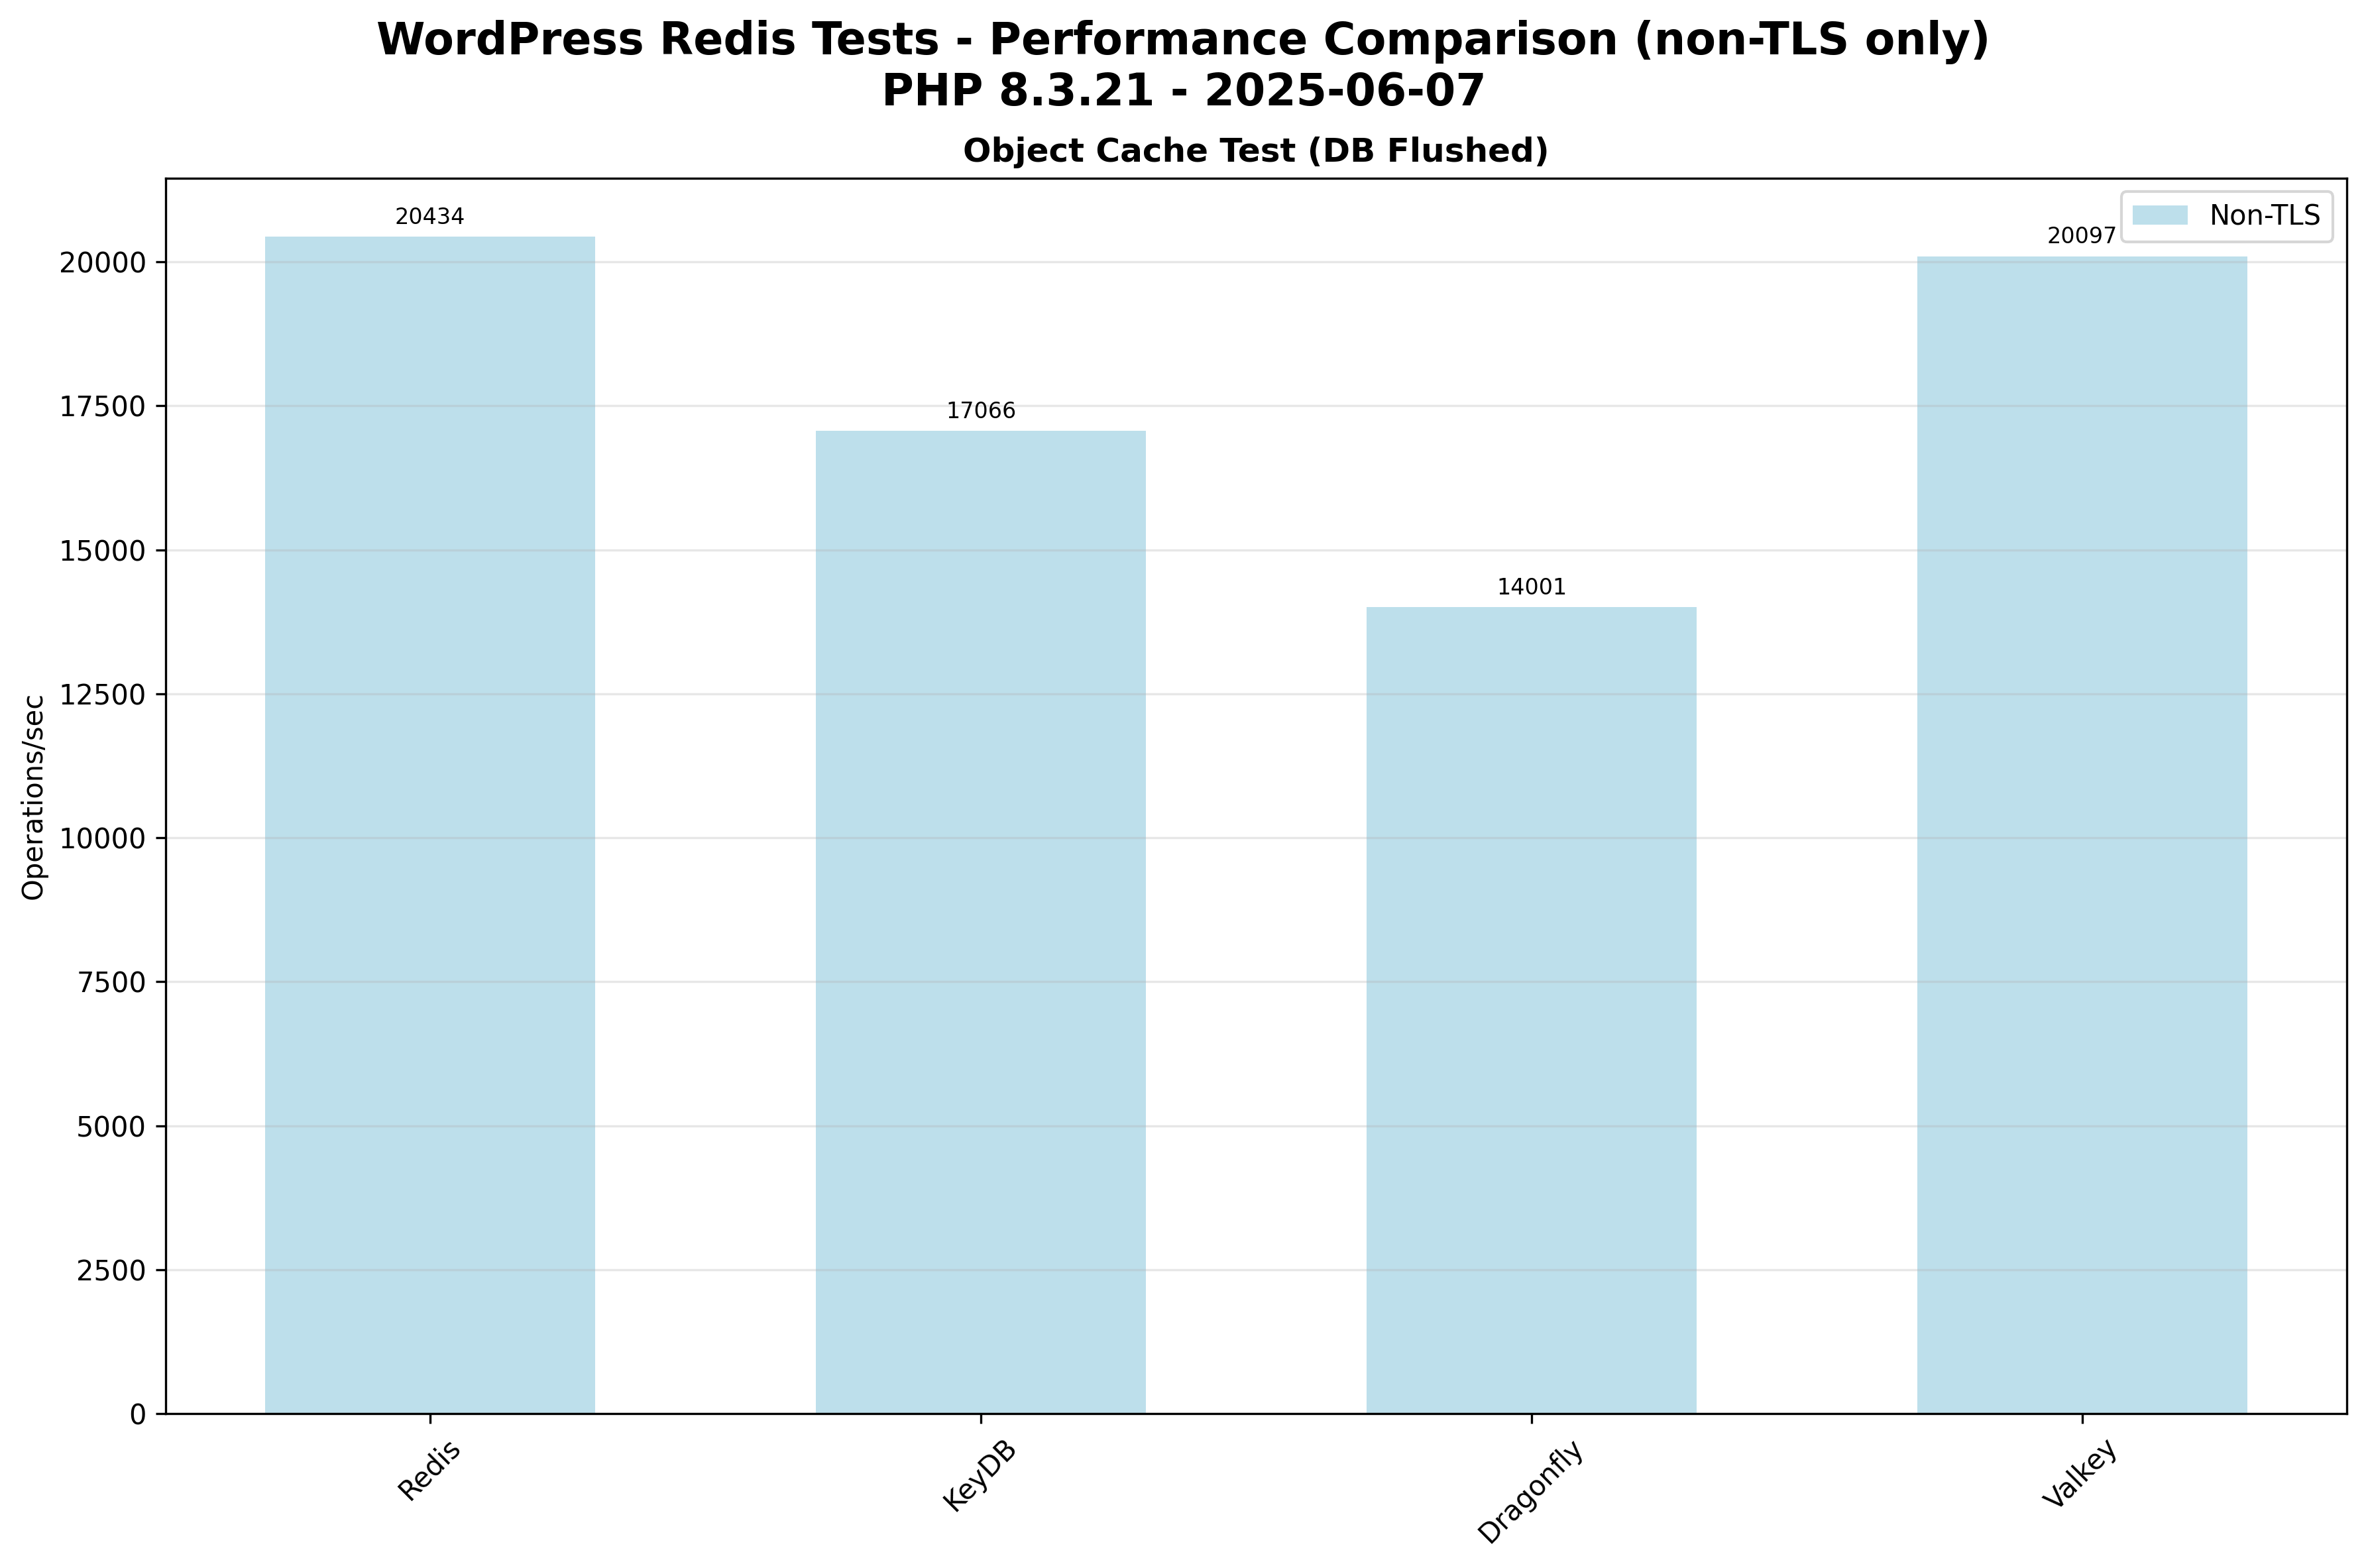 WordPress Redis Tests - Performance Comparison (non-TLS only)
PHP 8.3.21 - 2025-06-07
Object Cache Test (DB Flushed)
Non-TLS
20434
17066
14001
20097
Operations/sec
20000
17500
15000
12500
10000
7500
5000
2500
0
Redis
KeyDB
Dragonfly
Valkey